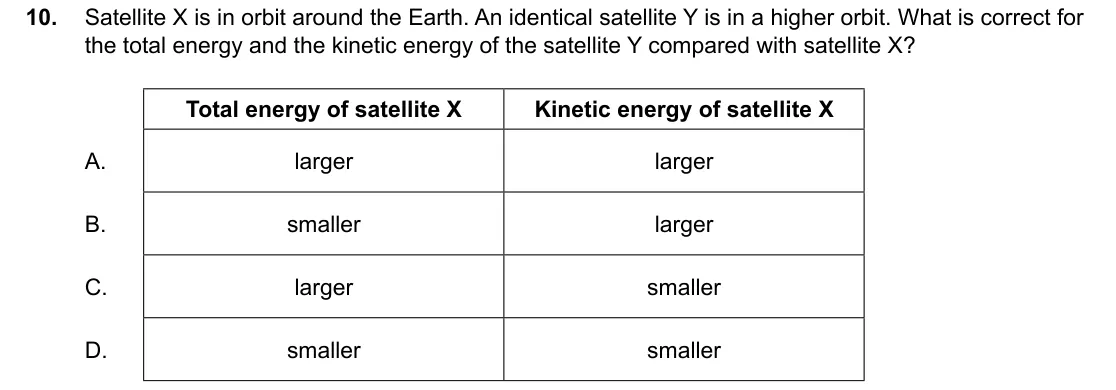 10. Satellite X is in orbit around the Earth. An identical satellite Y is in a higher orbit. What is correct for
the total energy and the kinetic energy of the satellite Y compared with satellite X?
Total energy of satellite X Kinetic energy of satellite X
A. larger larger
B. smaller larger
C. larger smaller
D. smaller smaller